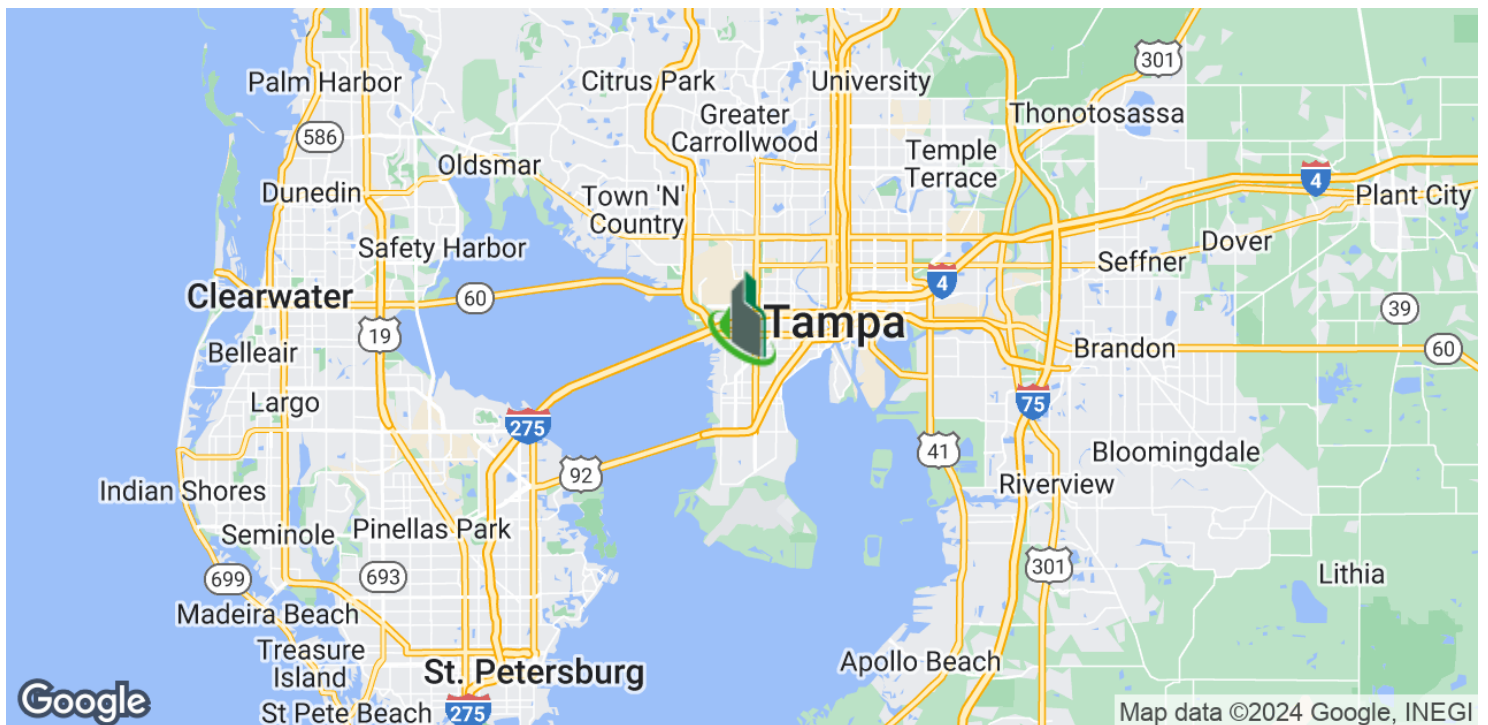 Palm Harbor
Citrus Park
University
301
Greater
Carrollwood
Thonotosassa
586
Oldsmar
Temple
Terrace
4
Dunedin
Town 'N'
Country
Plant City
Safety Harbor
Dover
Seffner
Clearwater
60
4
39
19
Tampa
Belleair
Brandon
60
Largo
75
275
41
Bloomingdale
92
Indian Shores
Riverview
Seminole
Pinellas Park
699
693
301
Lithia
Madeira Beach
Treasure
Island
St. Petersburg
Apollo Beach
Google
St Pete Beach
275
Map data ©2024 Google, INEGI